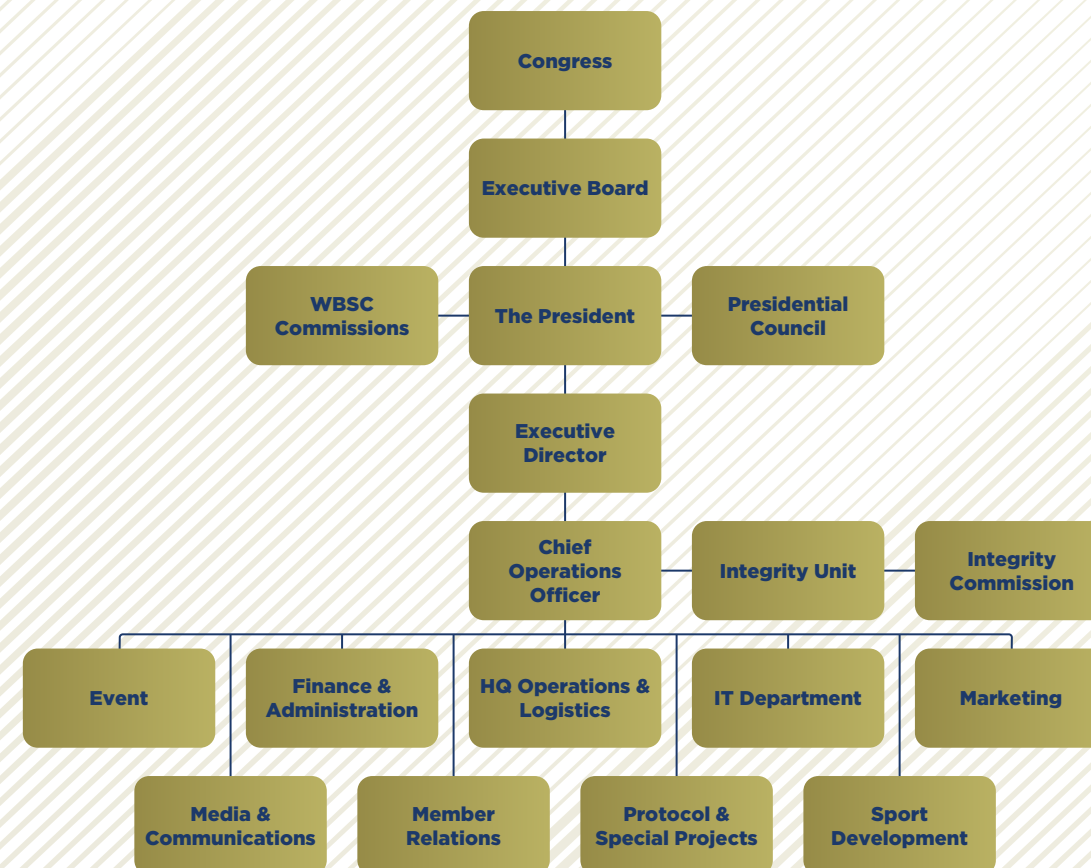 Congress
Executive Board
WBSC
Commissions
The President
Presidential
Council
Executive
Director
Chief
Operations
Officer
Integrity Unit
Integrity
Commission
Event
Finance &
Administration
HQ Operations &
Logistics
IT Department
Marketing
Media &
Communications
Member
Relations
Protocol &
Special Projects
Sport
Development